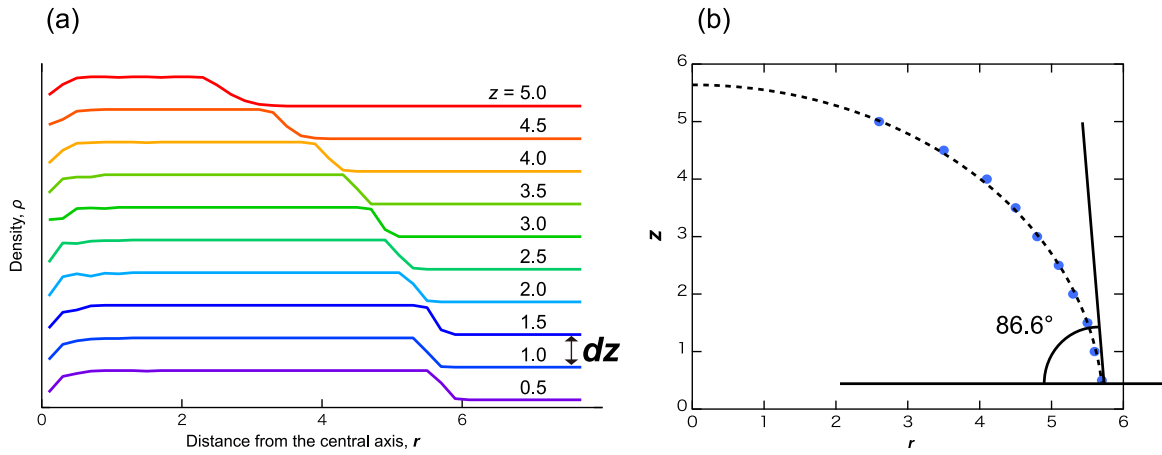 (a)
z = 5.0
4.5
4.0
3.5
3.0
2.5
2.0
1.5
1.0
dz
0.5
Density, ρ
0 2 4 6
Distance from the central axis, r
(b)
6
5
4
3
2
1
0
z
86.6°
0 1 2 3 4 5 6
r